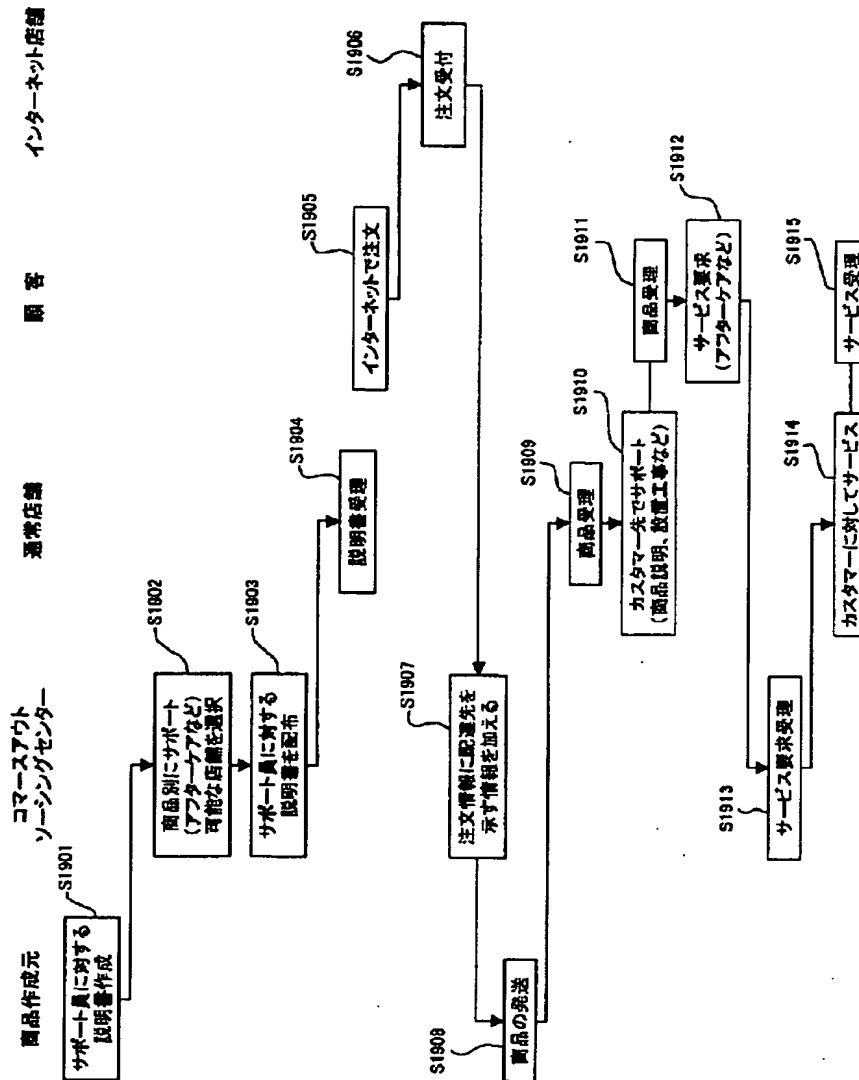 商品作成元
コマースアウト
ソーシングセンター
通常店舗
顧 客
インターネット店舗
S1901
サポート員に対する
説明書作成
S1902
商品別にサポート
(アフターケアなど)
可能な店舗を選択
S1903
サポート員に対する
説明書を配布
S1904
説明書受理
S1905
インターネットで注文
S1906
注文受付
S1907
注文情報に配達先を
示す情報を加える
S1908
商品の発送
S1909
商品受理
S1910
カスタマー先でサポート
(商品説明、設置工事など)
S1911
商品受理
S1912
サービス要求
(アフターケアなど)
S1913
サービス要求受理
S1914
カスタマーに対してサービス
S1915
サービス受理